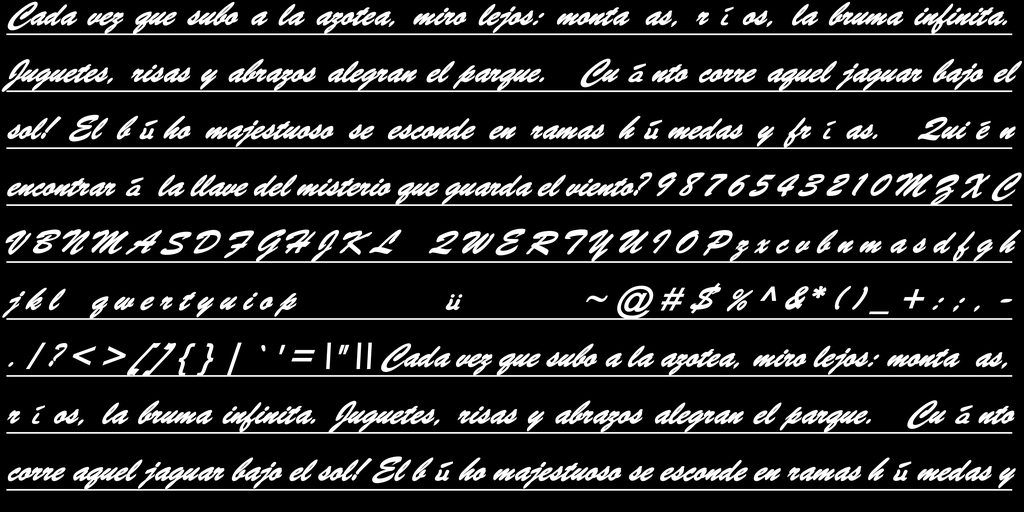 Cada vez que subo a la azotea, miro lejos: monta as, r í os, la bruma infinita.
Juguetes, risas y abrazos alegran el parque. Cu á nto corre aquel jaguar bajo el
sol! El b ú ho majestuoso se esconde en ramas h ú medas y fr í as. Qui é n
encontrar á la llave del misterio que guarda el viento? 9 8 7 6 5 4 3 2 1 0 M Z X C
V B N M A S D F G H J K L Q W E R T Y U I O P z x c v b n m a s d f g h
j k l q w e r t y u i o p ü ~ @ # $ % ^ & * ( ) _ + : ; , -
. / ? < > [ ] { } | ` ' = \ " \\ Cada vez que subo a la azotea, miro lejos: monta as,
r í os, la bruma infinita. Juguetes, risas y abrazos alegran el parque. Cu á nto
corre aquel jaguar bajo el sol! El b ú ho majestuoso se esconde en ramas h ú medas y